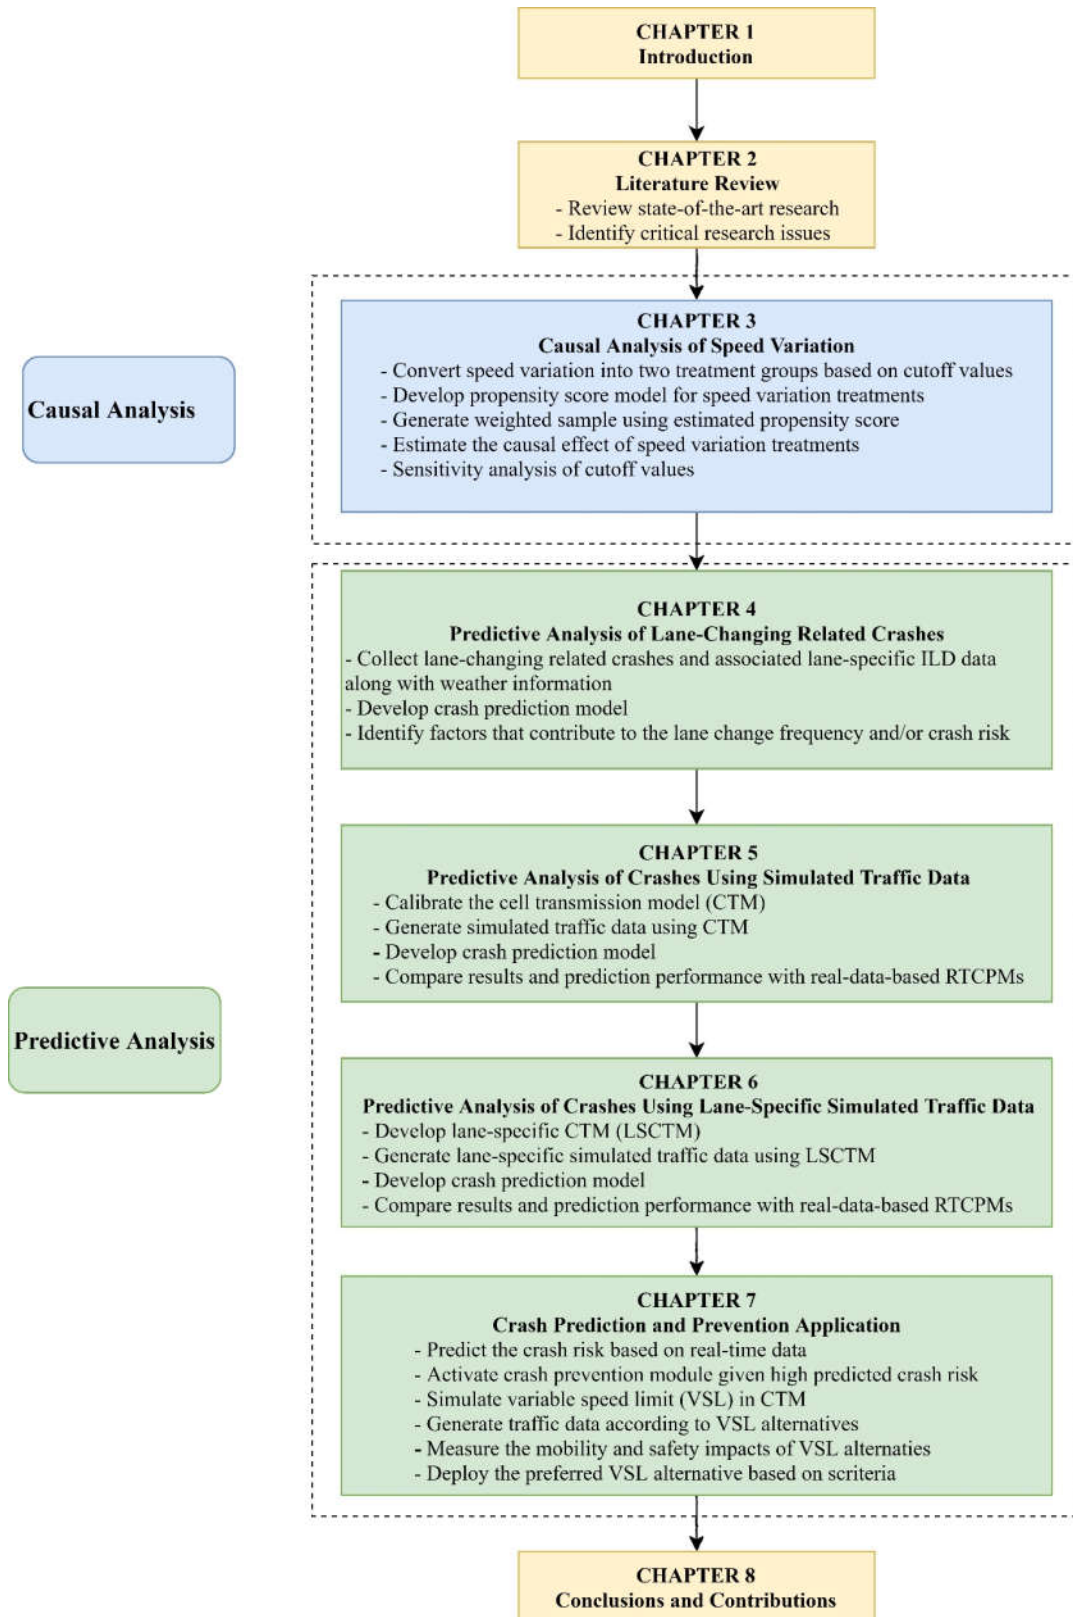 CHAPTER 1
Introduction
CHAPTER 2
Literature Review
- Review state-of-the-art research
- Identify critical research issues
Causal Analysis
CHAPTER 3
Causal Analysis of Speed Variation
- Convert speed variation into two treatment groups based on cutoff values
- Develop propensity score model for speed variation treatments
- Generate weighted sample using estimated propensity score
- Estimate the causal effect of speed variation treatments
- Sensitivity analysis of cutoff values
Predictive Analysis
CHAPTER 4
Predictive Analysis of Lane-Changing Related Crashes
- Collect lane-changing related crashes and associated lane-specific ILD data
along with weather information
- Develop crash prediction model
- Identify factors that contribute to the lane change frequency and/or crash risk
CHAPTER 5
Predictive Analysis of Crashes Using Simulated Traffic Data
- Calibrate the cell transmission model (CTM)
- Generate simulated traffic data using CTM
- Develop crash prediction model
- Compare results and prediction performance with real-data-based RTCPMs
CHAPTER 6
Predictive Analysis of Crashes Using Lane-Specific Simulated Traffic Data
- Develop lane-specific CTM (LSCTM)
- Generate lane-specific simulated traffic data using LSCTM
- Develop crash prediction model
- Compare results and prediction performance with real-data-based RTCPMs
CHAPTER 7
Crash Prediction and Prevention Application
- Predict the crash risk based on real-time data
- Activate crash prevention module given high predicted crash risk
- Simulate variable speed limit (VSL) in CTM
- Generate traffic data according to VSL alternatives
- Measure the mobility and safety impacts of VSL alternaties
- Deploy the preferred VSL alternative based on scriteria
CHAPTER 8
Conclusions and Contributions